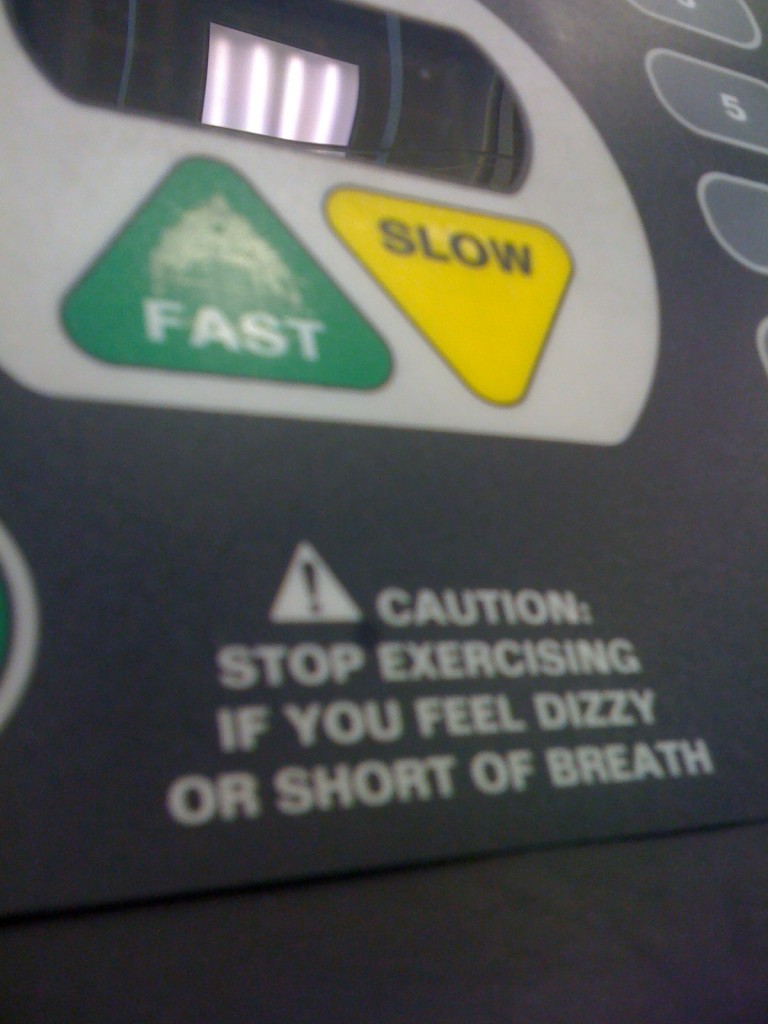 5
FAST
SLOW
CAUTION:
STOP EXERCISING
IF YOU FEEL DIZZY
OR SHORT OF BREATH